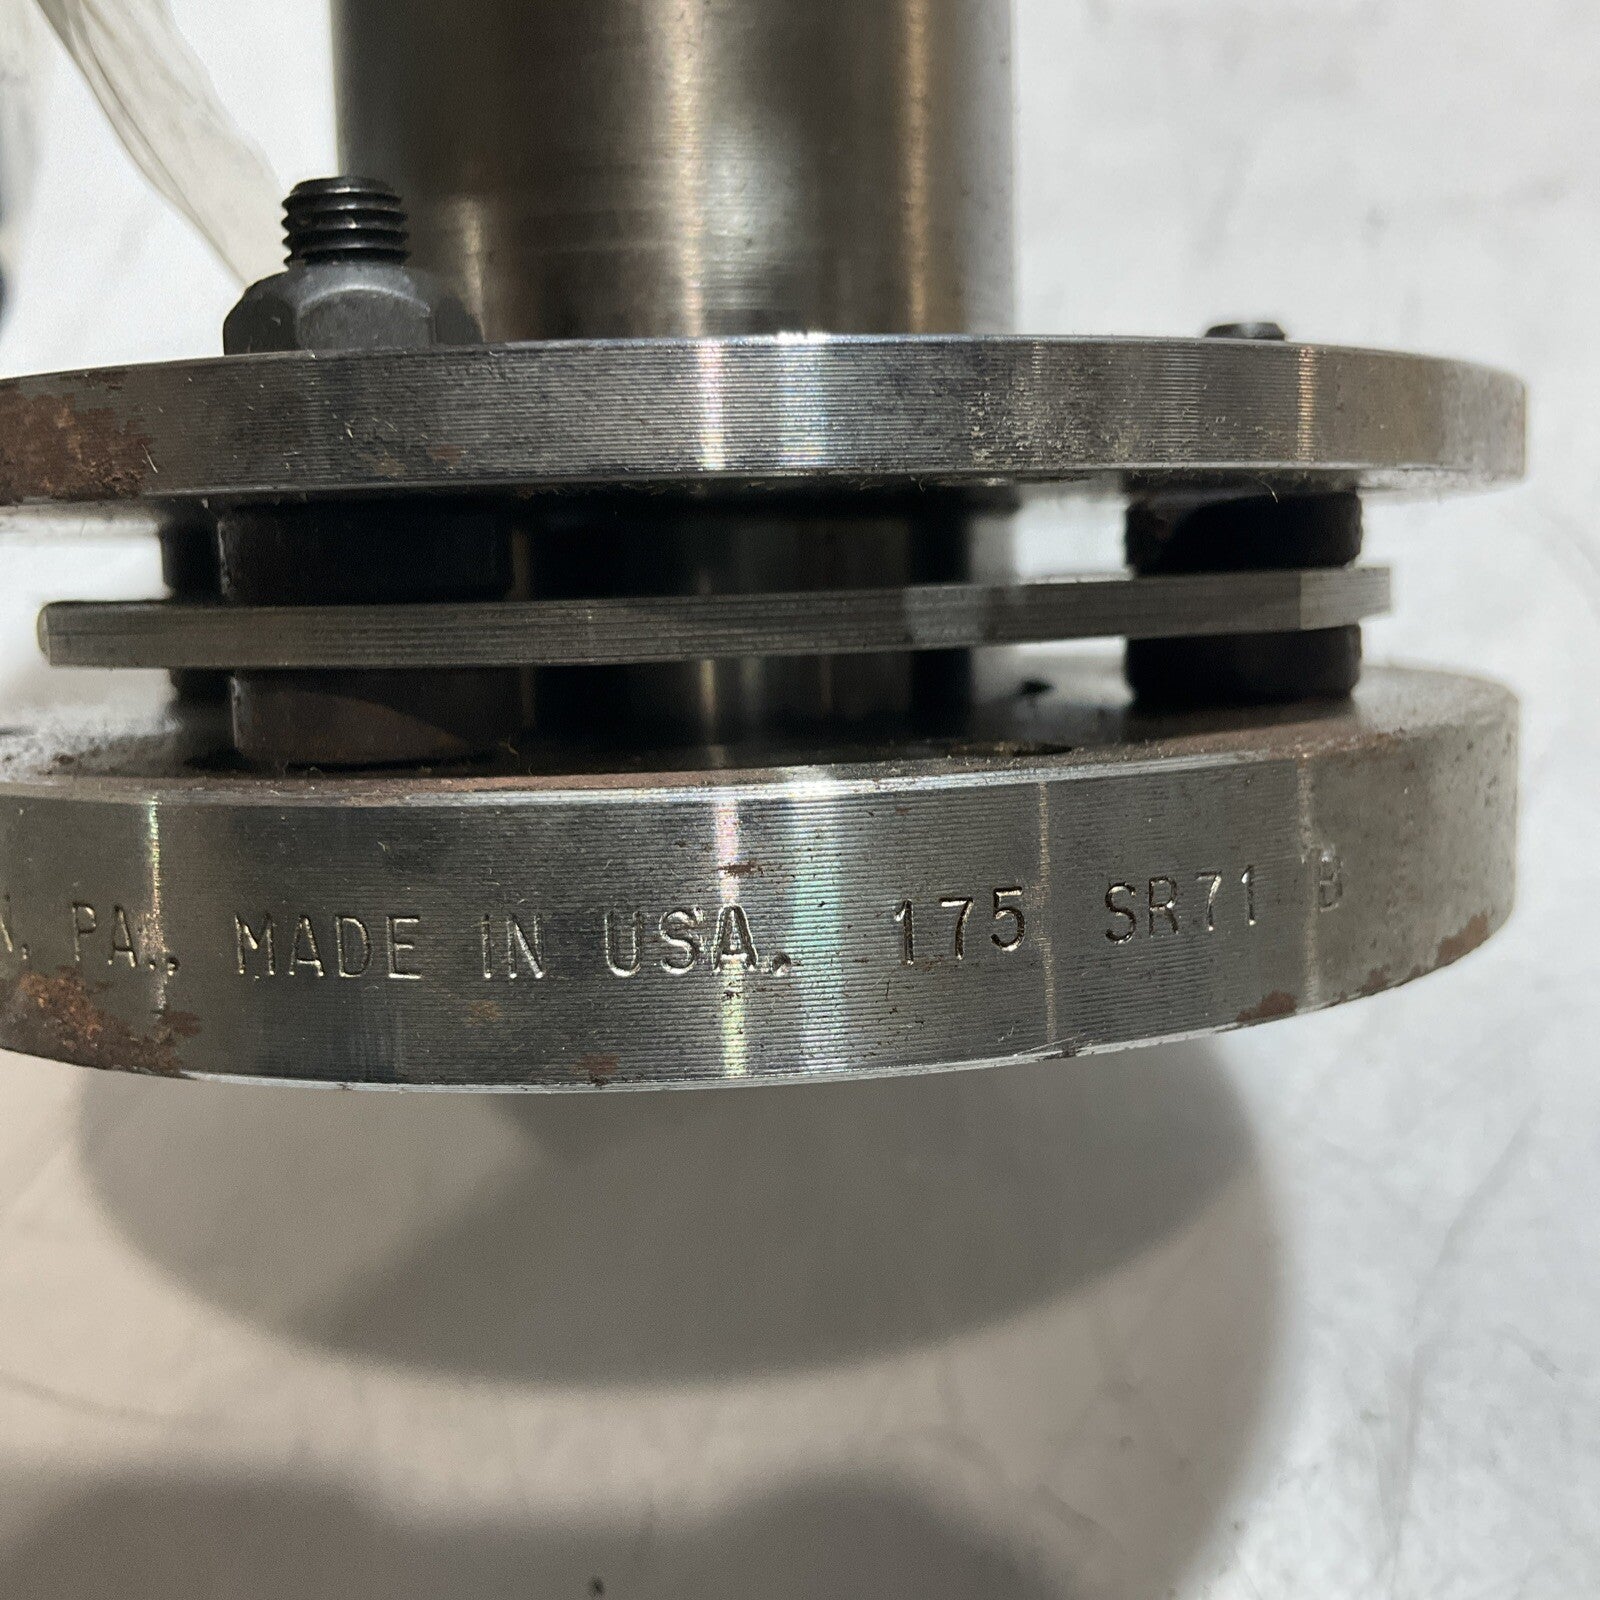 PA., MADE IN USA. 175 SR71 B